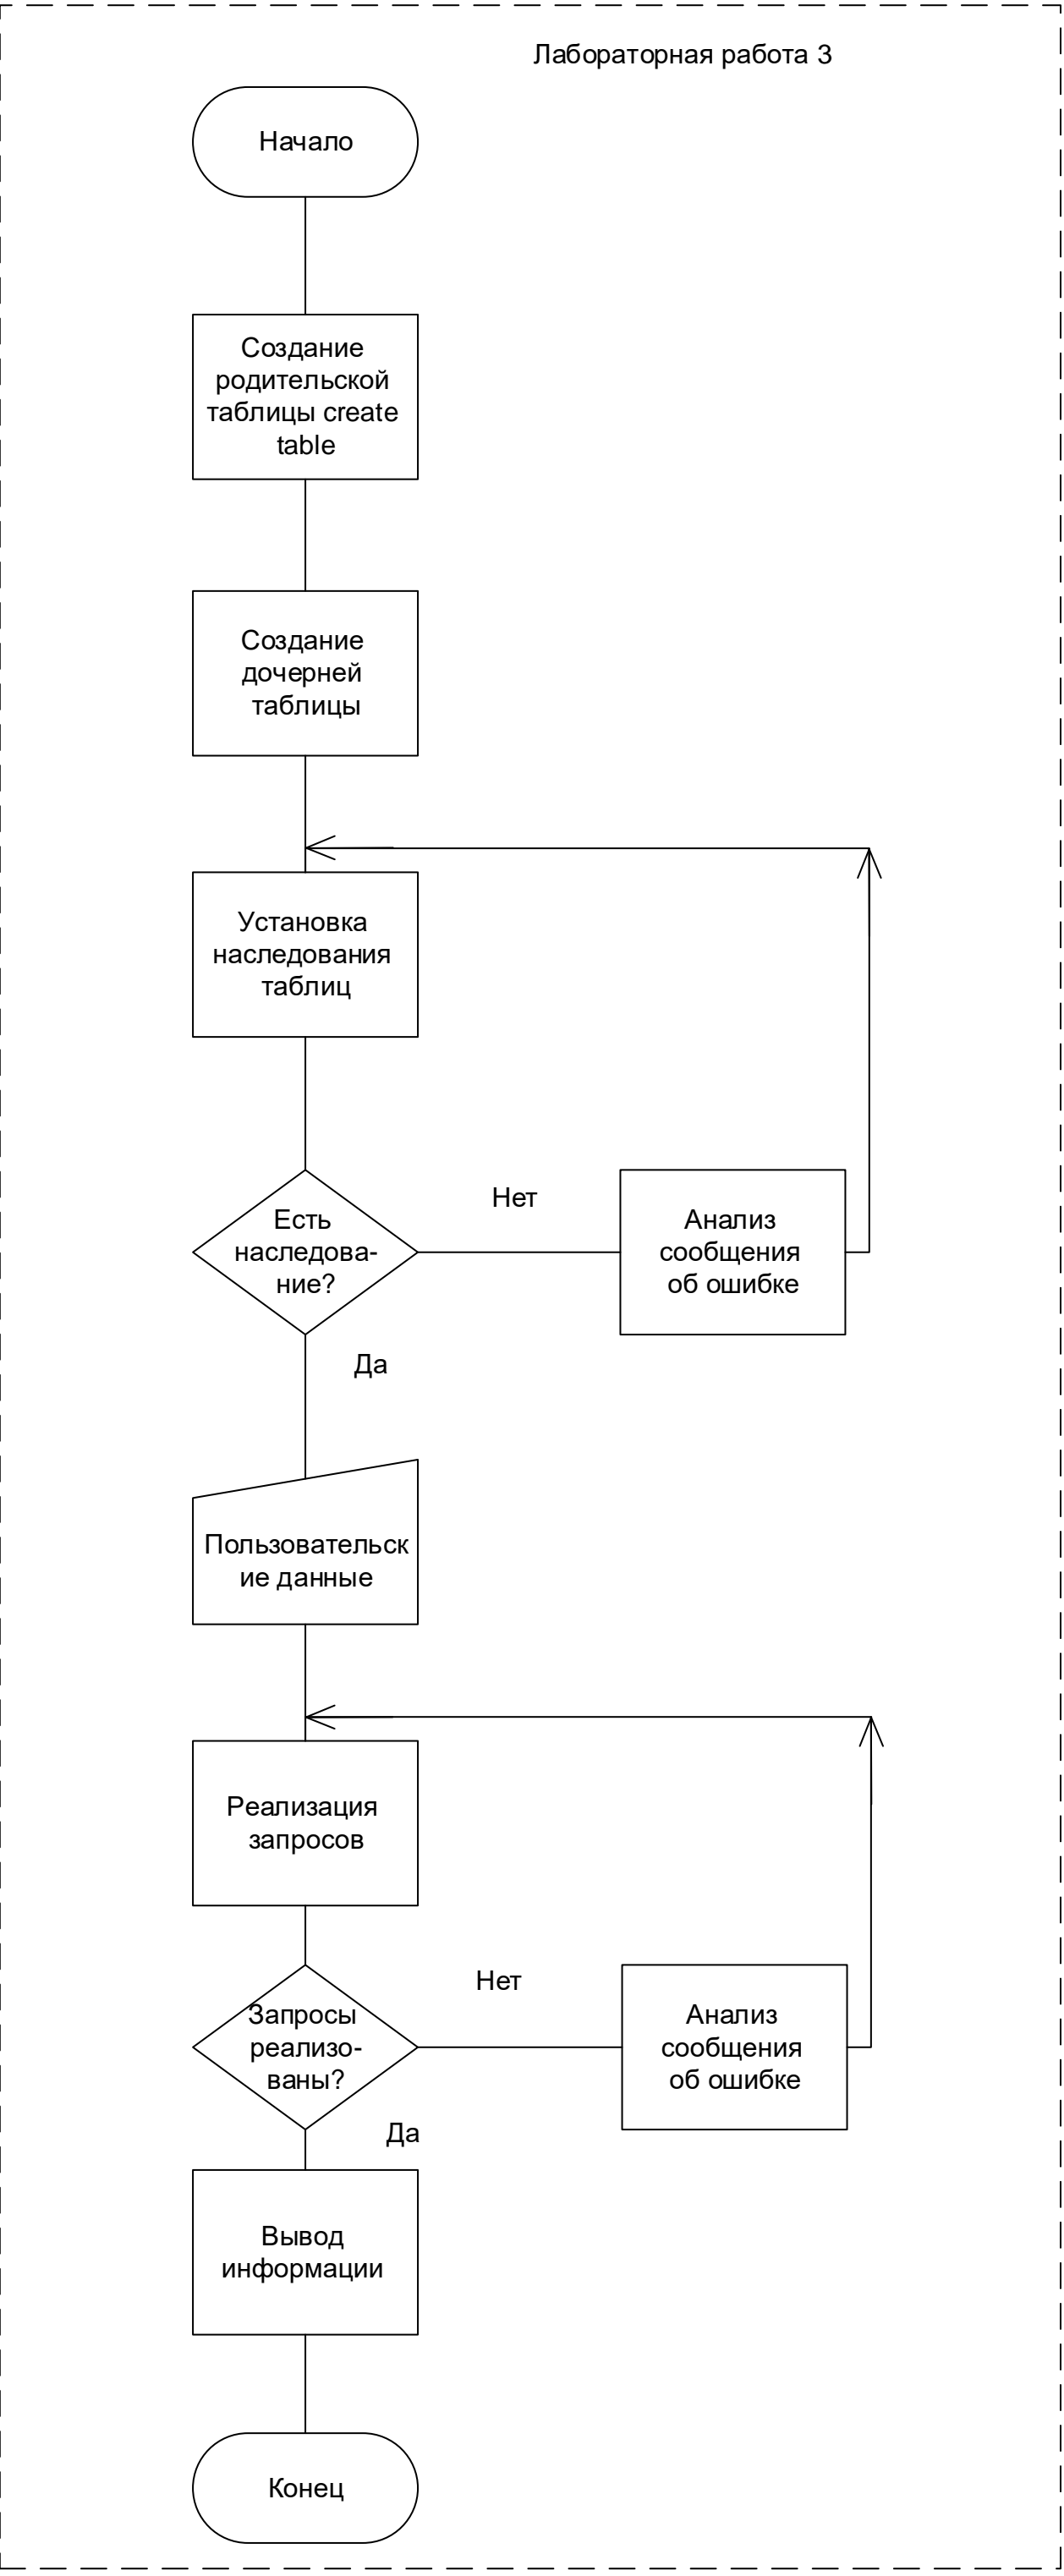 Лабораторная работа 3
Начало
Создание
родительской
таблицы create
table
Создание
дочерней
таблицы
Установка
наследования
таблиц
Есть
наследова-
ние?
Нет
Анализ
сообщения
об ошибке
Да
Пользовательск
ие данные
Реализация
запросов
Запросы
реализо-
ваны?
Нет
Анализ
сообщения
об ошибке
Да
Вывод
информации
Конец